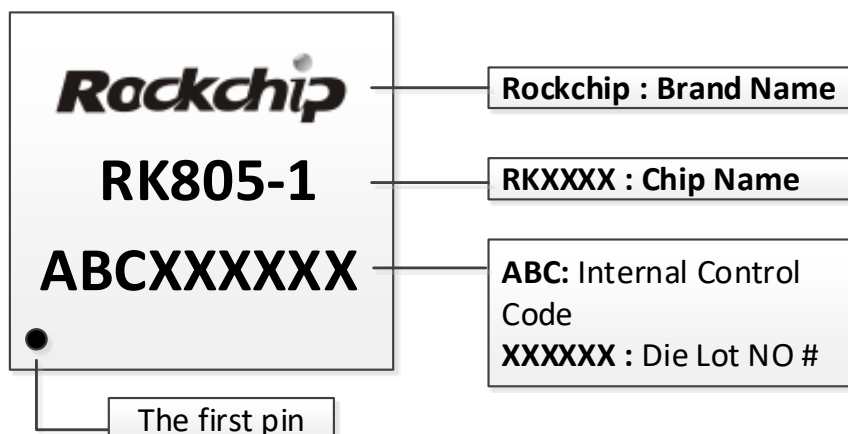 Rockchip
RK805-1
ABCXXXXXX
Rockchip : Brand Name
RKXXXX : Chip Name
ABC: Internal Control
Code
XXXXXX : Die Lot NO #
The first pin